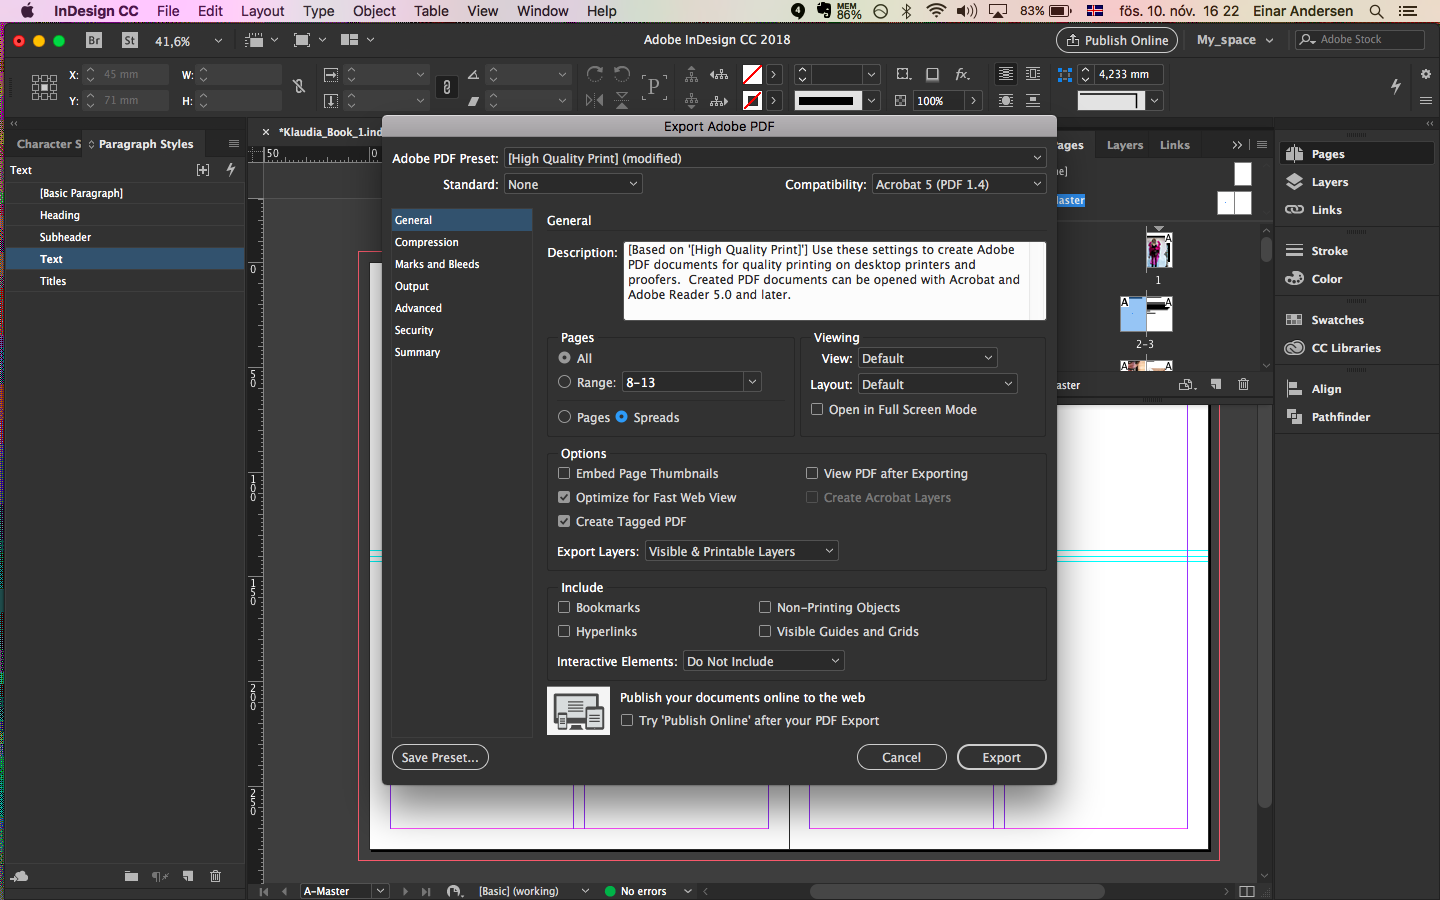 InDesign CC File Edit Layout Type Object Table View Window Help 4 MEM 86% 83% fös. 10. nóv. 16 22 Einar Andersen
Br St 41,6% Adobe InDesign CC 2018 Publish Online My_space Adobe Stock
X: 45 mm W: P fx. 4,233 mm
Y: 71 mm H: 100%
Character S Paragraph Styles
Text
[Basic Paragraph]
Heading
Subheader
Text
Titles
× *Klaudia_Book_1.ind
50 0
0
50
100
150
200
250
Export Adobe PDF
Adobe PDF Preset: [High Quality Print] (modified)
Standard: None Compatibility: Acrobat 5 (PDF 1.4)
General
Compression
Marks and Bleeds
Output
Advanced
Security
Summary
General
Description: [Based on '[High Quality Print]'] Use these settings to create Adobe
PDF documents for quality printing on desktop printers and
proofers. Created PDF documents can be opened with Acrobat and
Adobe Reader 5.0 and later.
Pages
All
Range: 8-13
Pages Spreads
Viewing
View: Default
Layout: Default
Open in Full Screen Mode
Options
Embed Page Thumbnails View PDF after Exporting
Optimize for Fast Web View Create Acrobat Layers
Create Tagged PDF
Export Layers: Visible & Printable Layers
Include
Bookmarks Non-Printing Objects
Hyperlinks Visible Guides and Grids
Interactive Elements: Do Not Include
Publish your documents online to the web
Try 'Publish Online' after your PDF Export
Save Preset... Cancel Export
ages Layers Links
e]
laster
A
1
A A
2-3
A A
aster
Pages
Layers
Links
Stroke
Color
Swatches
CC Libraries
Align
Pathfinder
A-Master [Basic] (working) No errors